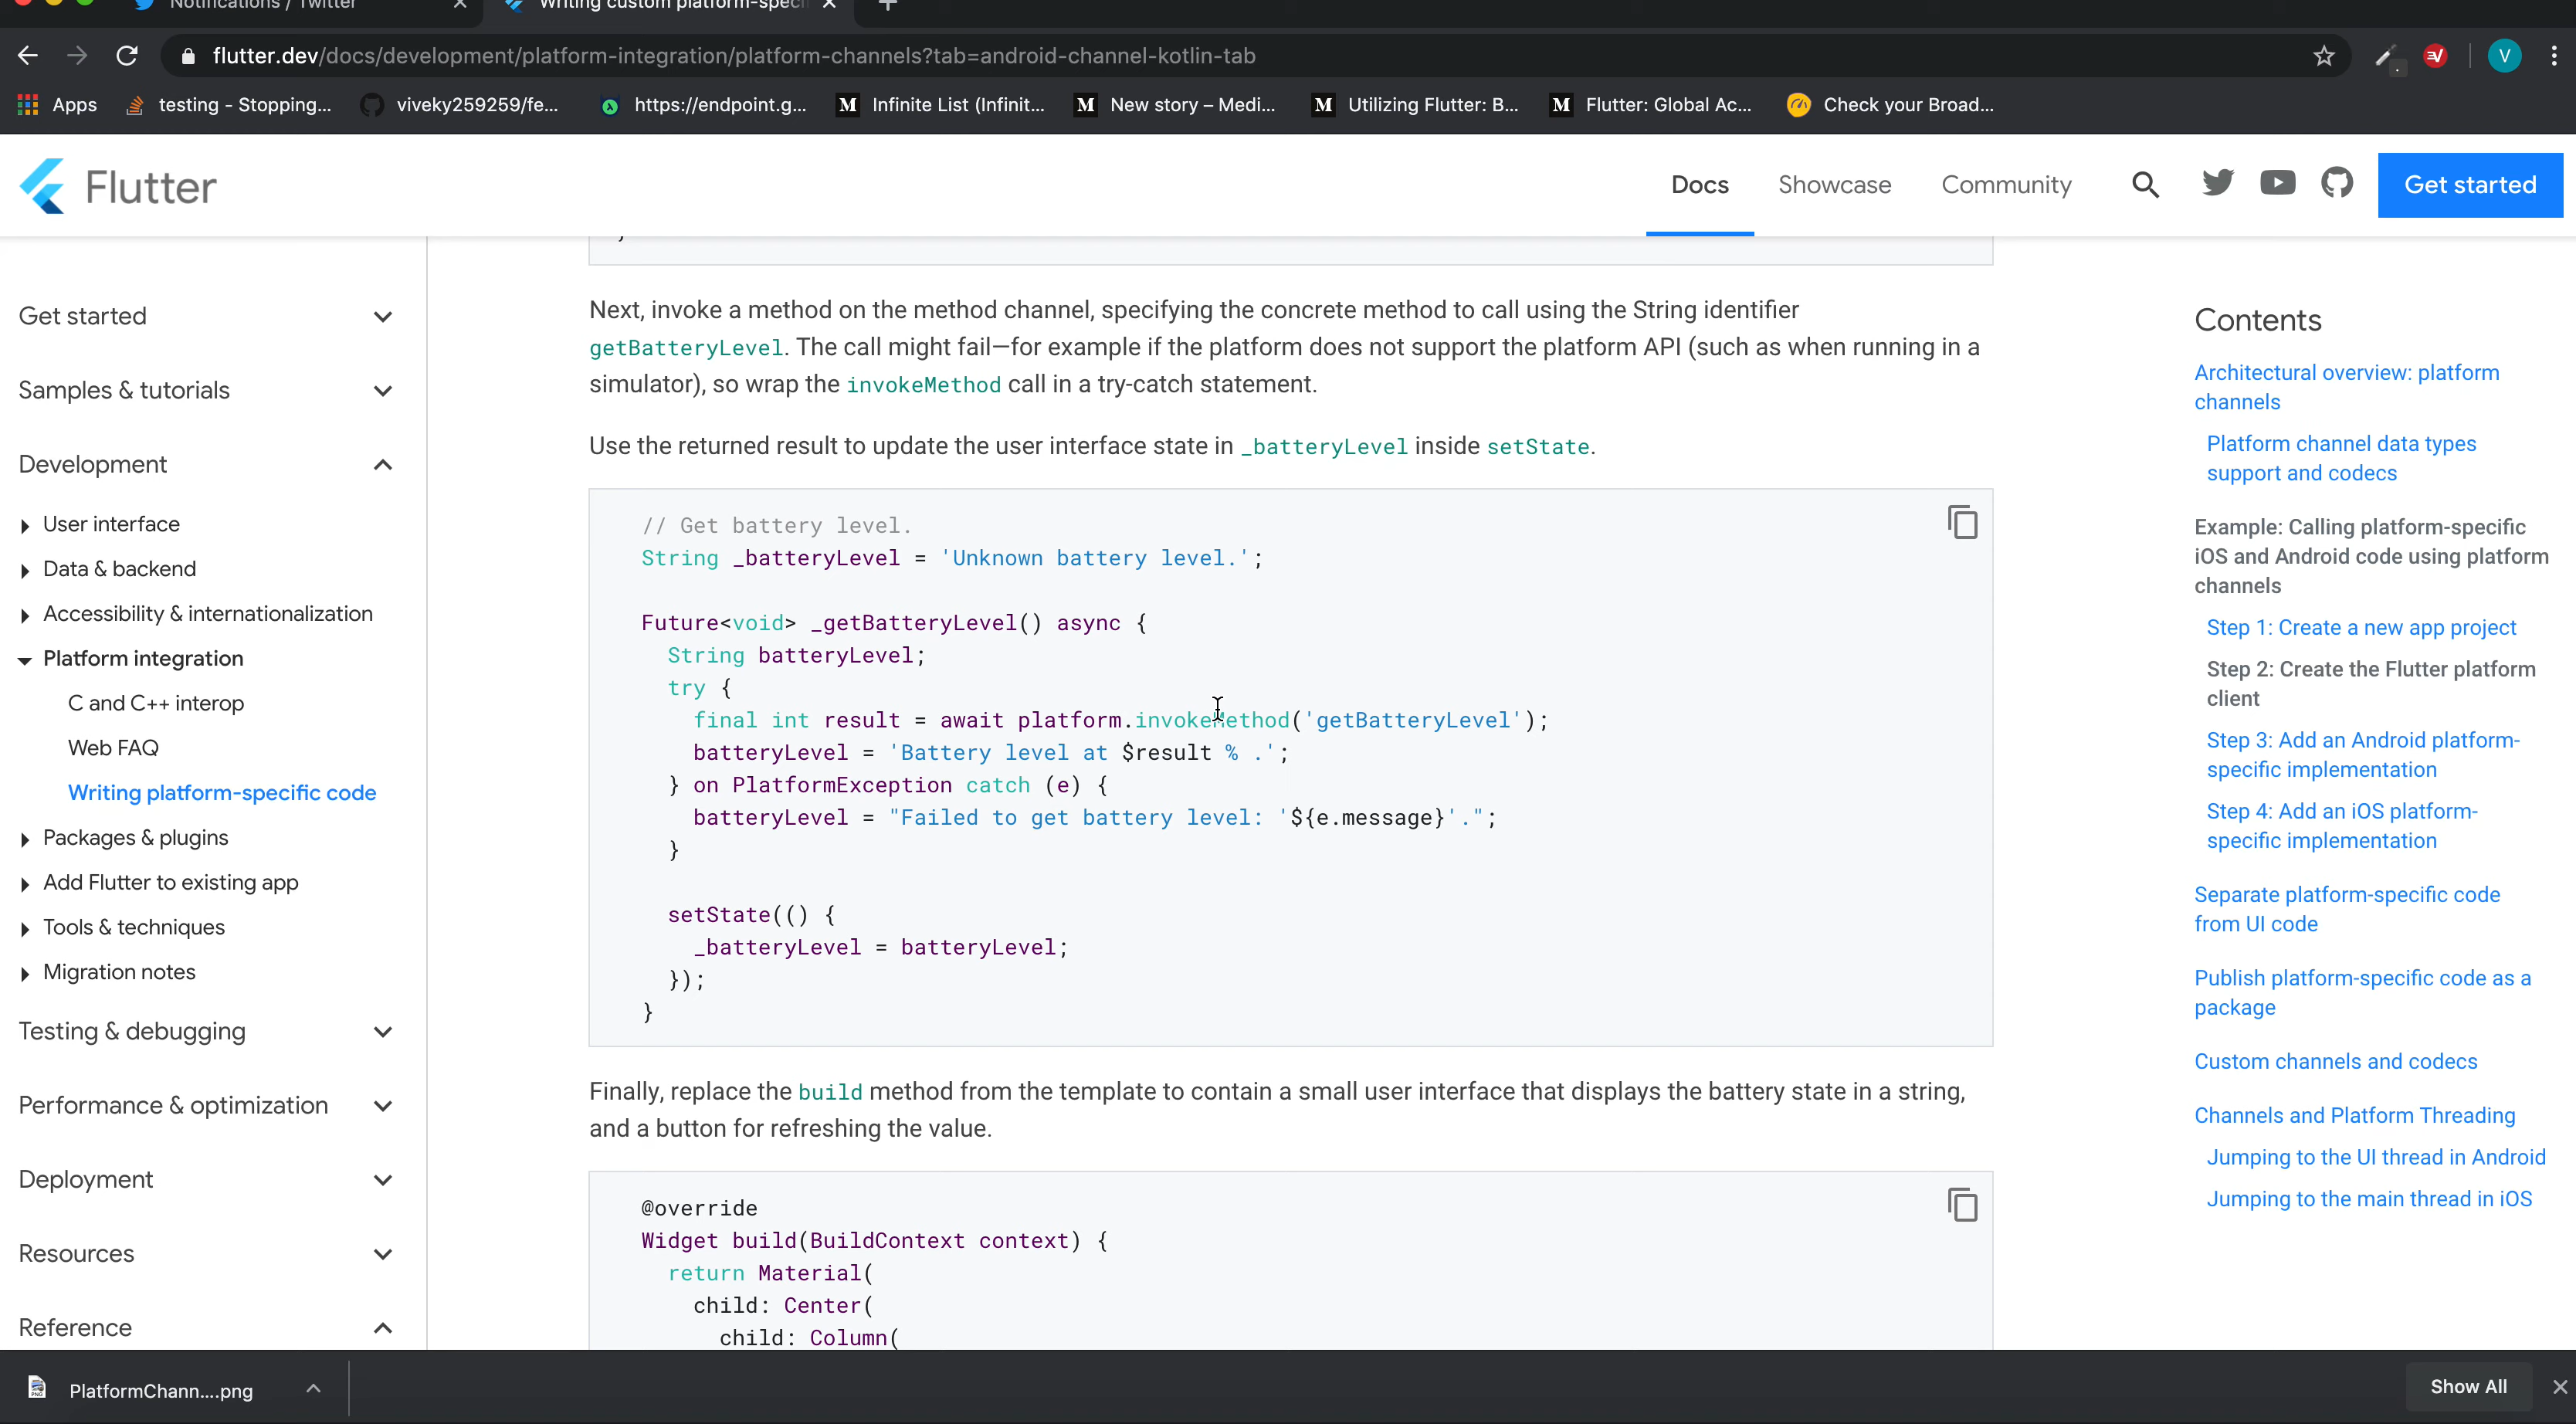 Notifications / Twitter
Writing custom platform-speci
flutter.dev/docs/development/platform-integration/platform-channels?tab=android-channel-kotlin-tab
V
Apps
testing - Stopping...
viveky259259/fe...
https://endpoint.g...
Infinite List (Infinit...
New story – Medi...
Utilizing Flutter: B...
Flutter: Global Ac...
Check your Broad...
Flutter
Docs
Showcase
Community
Get started
Get started
Samples & tutorials
Development
User interface
Data & backend
Accessibility & internationalization
Platform integration
C and C++ interop
Web FAQ
Writing platform-specific code
Packages & plugins
Add Flutter to existing app
Tools & techniques
Migration notes
Testing & debugging
Performance & optimization
Deployment
Resources
Reference
Next, invoke a method on the method channel, specifying the concrete method to call using the String identifier
getBatteryLevel. The call might fail—for example if the platform does not support the platform API (such as when running in a
simulator), so wrap the invokeMethod call in a try-catch statement.
Use the returned result to update the user interface state in _batteryLevel inside setState.
// Get battery level.
String _batteryLevel = 'Unknown battery level.';
Future<void> _getBatteryLevel() async {
String batteryLevel;
try {
final int result = await platform.invokeMethod('getBatteryLevel');
batteryLevel = 'Battery level at $result % .';
} on PlatformException catch (e) {
batteryLevel = "Failed to get battery level: '${e.message}'.";
}
setState(() {
_batteryLevel = batteryLevel;
});
}
Finally, replace the build method from the template to contain a small user interface that displays the battery state in a string,
and a button for refreshing the value.
@override
Widget build(BuildContext context) {
return Material(
child: Center(
child: Column(
Contents
Architectural overview: platform
channels
Platform channel data types
support and codecs
Example: Calling platform-specific
iOS and Android code using platform
channels
Step 1: Create a new app project
Step 2: Create the Flutter platform
client
Step 3: Add an Android platform-
specific implementation
Step 4: Add an iOS platform-
specific implementation
Separate platform-specific code
from UI code
Publish platform-specific code as a
package
Custom channels and codecs
Channels and Platform Threading
Jumping to the UI thread in Android
Jumping to the main thread in iOS
PlatformChann....png
Show All